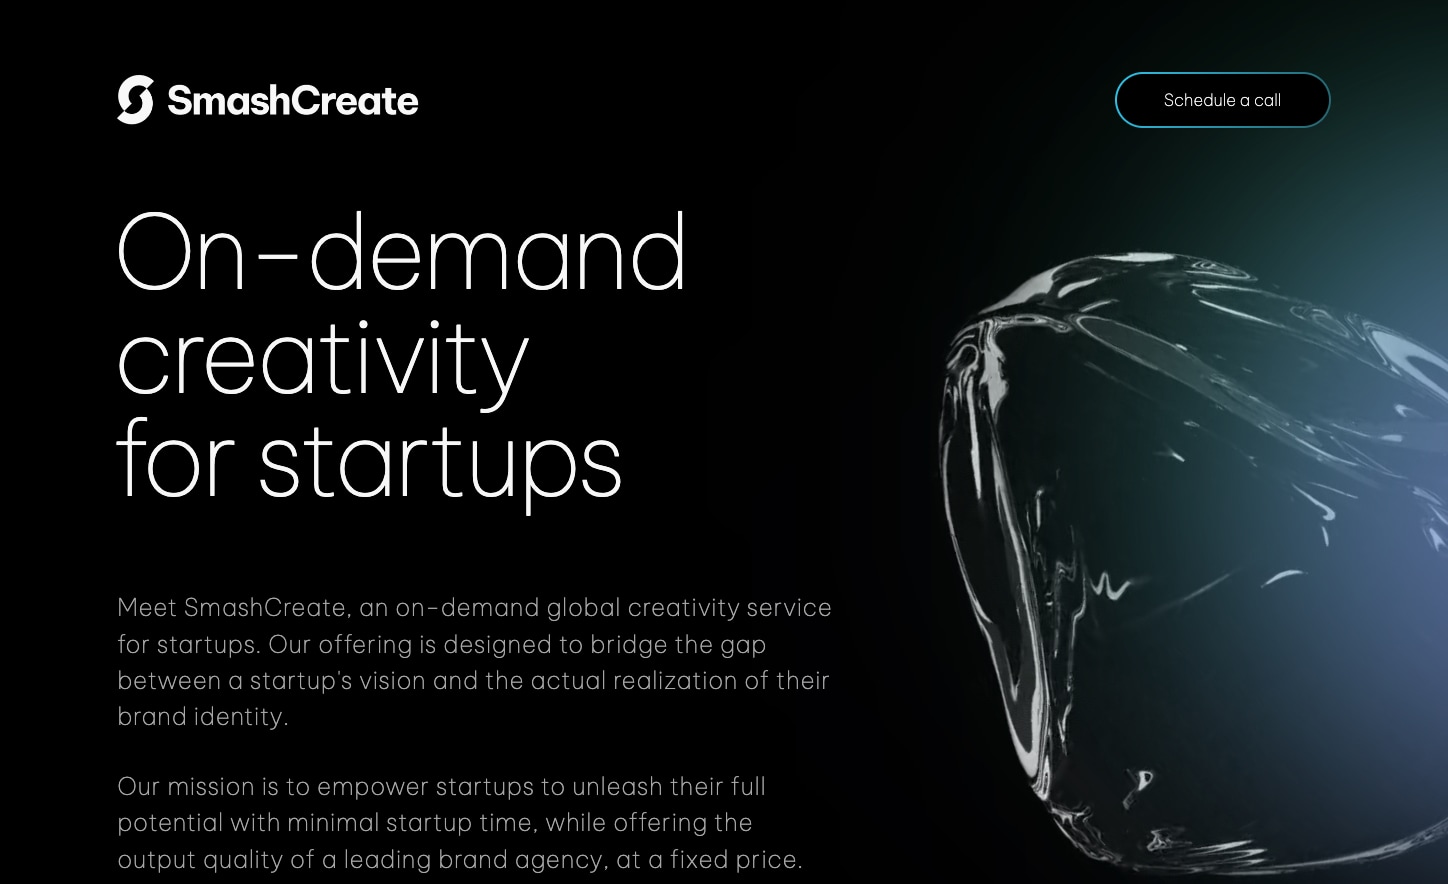 SmashCreate
Schedule a call
On-demand
creativity
for startups
Meet SmashCreate, an on-demand global creativity service
for startups. Our offering is designed to bridge the gap
between a startup's vision and the actual realization of their
brand identity.
Our mission is to empower startups to unleash their full
potential with minimal startup time, while offering the
output quality of a leading brand agency, at a fixed price.